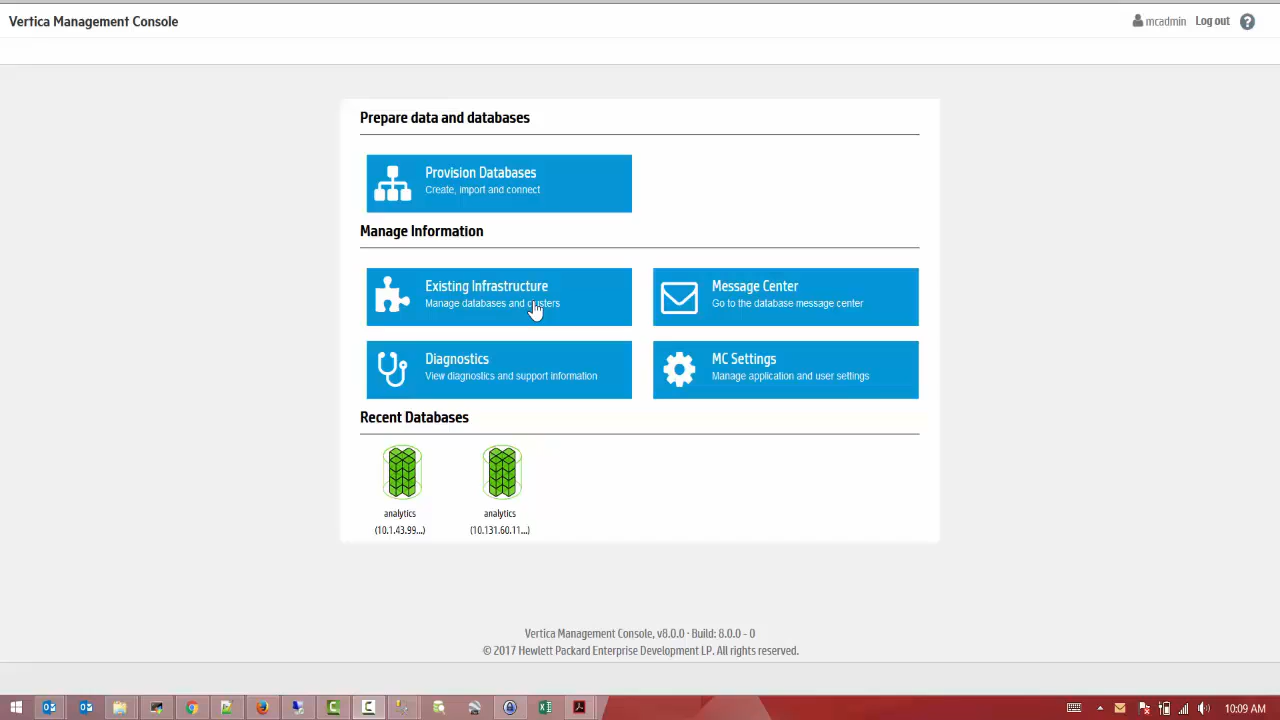 Vertica Management Console
mcadmin Log out ?
Prepare data and databases
Provision Databases
Create, import and connect
Manage Information
Existing Infrastructure
Manage databases and clusters
Message Center
Go to the database message center
Diagnostics
View diagnostics and support information
MC Settings
Manage application and user settings
Recent Databases
analytics
(10.1.43.99...)
analytics
(10.131.60.11...)
Vertica Management Console, v8.0.0 · Build: 8.0.0 - 0
© 2017 Hewlett Packard Enterprise Development LP. All rights reserved.
10:09 AM